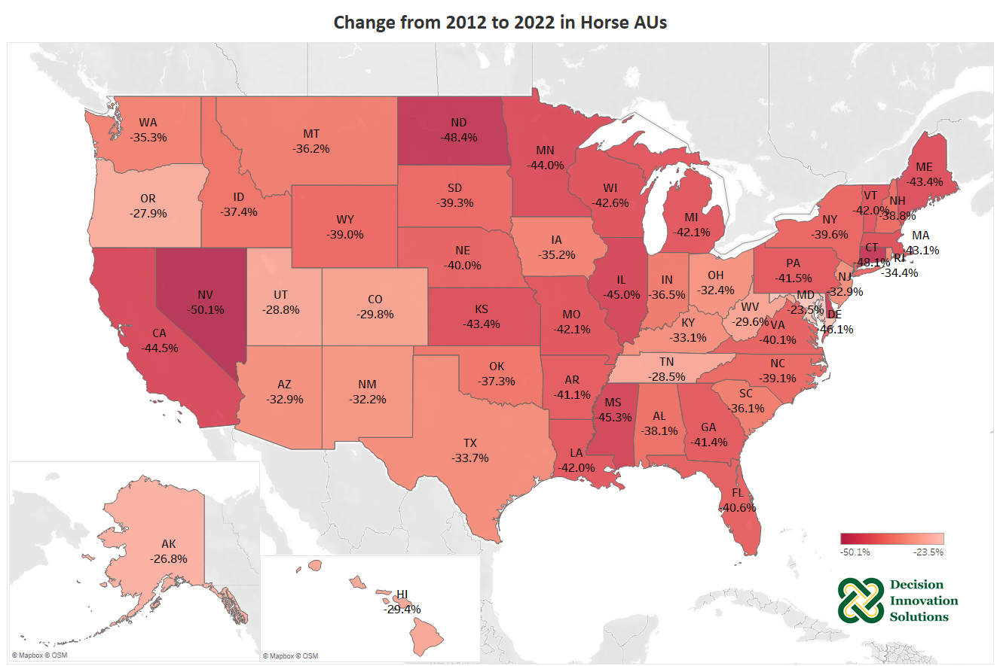 Change from 2012 to 2022 in Horse AUs
WA
-35.3%
MT
-36.2%
ND
-48.4%
MN
-44.0%
ME
-43.4%
OR
-27.9%
ID
-37.4%
SD
-39.3%
WI
-42.6%
VT
-42.0%
NH
-38.8%
WY
-39.0%
MI
-42.1%
NY
-39.6%
MA
-43.1%
IA
-35.2%
CT
-48.1%
RI
-34.4%
NE
-40.0%
PA
-41.5%
NJ
-32.9%
NV
-50.1%
UT
-28.8%
CO
-29.8%
IL
-45.0%
IN
-36.5%
OH
-32.4%
MD
-23.5%
DE
-46.1%
KS
-43.4%
MO
-42.1%
WV
-29.6%
CA
-44.5%
KY
-33.1%
VA
-40.1%
TN
-28.5%
NC
-39.1%
OK
-37.3%
AZ
-32.9%
NM
-32.2%
AR
-41.1%
SC
-36.1%
MS
-45.3%
AL
-38.1%
GA
-41.4%
TX
-33.7%
LA
-42.0%
FL
-40.6%
AK
-26.8%
HI
-29.4%
-50.1%
-23.5%
Decision
Innovation
Solutions
© Mapbox © OSM
© Mapbox © OSM